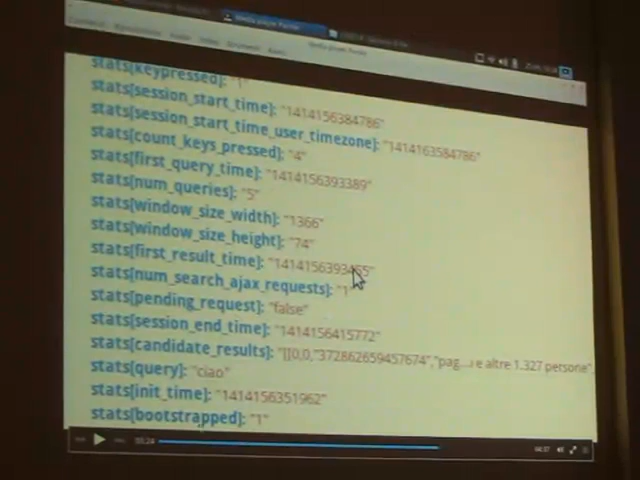 stats[keypressed]: "1"
stats[session_start_time]: "1414156384786"
stats[session_start_time_user_timezone]: "1414163584786"
stats[count_keys_pressed]: "4"
stats[first_query_time]: "1414156393389"
stats[num_queries]: "5"
stats[window_size_width]: "1366"
stats[window_size_height]: "74"
stats[first_result_time]: "1414156393455"
stats[num_search_ajax_requests]: "1"
stats[pending_request]: "false"
stats[session_end_time]: "1414156415772"
stats[candidate_results]: "[[0,0,"372862659457674","pag...i e altre 1.327 persone",
stats[query]: "ciao"
stats[init_time]: "1414156351962"
stats[bootstrapped]: "1"